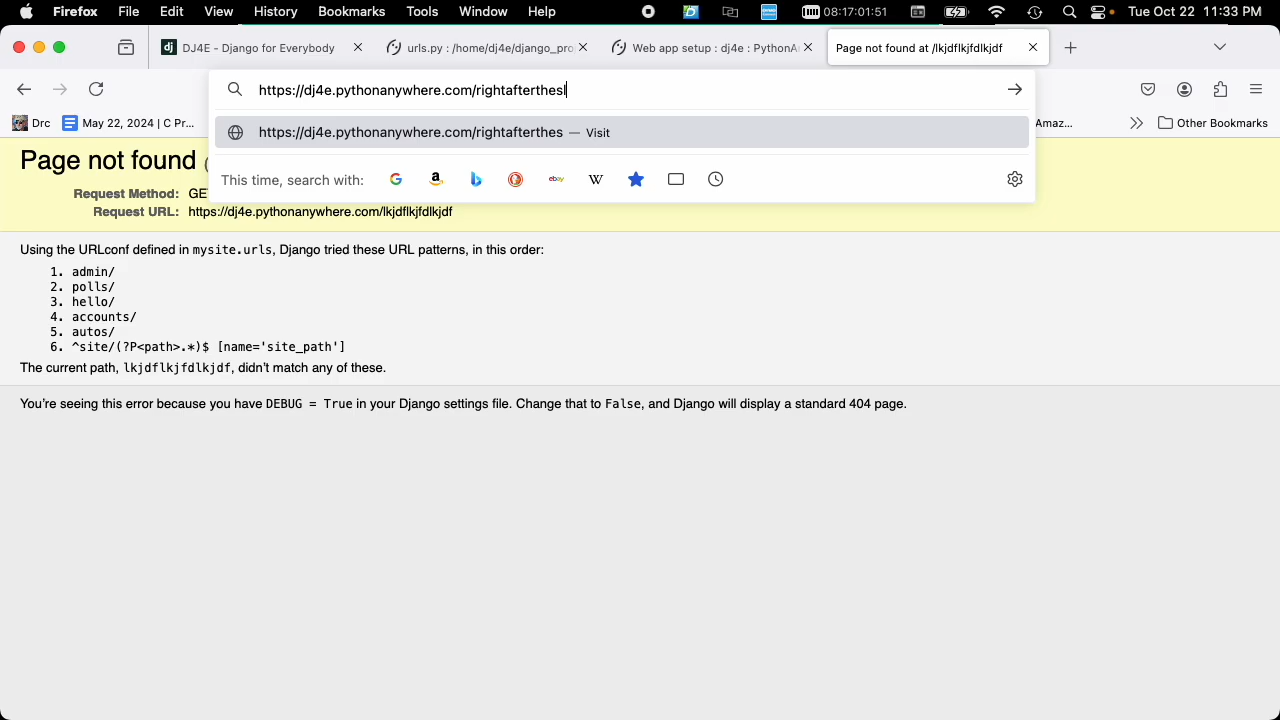 Firefox File Edit View History Bookmarks Tools Window Help 08:17:01:51 Tue Oct 22 11:33 PM
DJ4E - Django for Everybody urls.py : /home/dj4e/django_pro Web app setup : dj4e : PythonA Page not found at /lkjdflkjfdlkjdf
https://dj4e.pythonanywhere.com/rightafterthesl
Drc May 22, 2024 | C Pr... Amaz... Other Bookmarks
https://dj4e.pythonanywhere.com/rightafterthes — Visit
This time, search with:
Page not found
Request Method: GE
Request URL: https://dj4e.pythonanywhere.com/lkjdflkjfdlkjdf
Using the URLconf defined in mysite.urls, Django tried these URL patterns, in this order:
1. admin/
2. polls/
3. hello/
4. accounts/
5. autos/
6. ^site/(?P<path>.*)$ [name='site_path']
The current path, lkjdflkjfdlkjdf, didn't match any of these.
You're seeing this error because you have DEBUG = True in your Django settings file. Change that to False, and Django will display a standard 404 page.